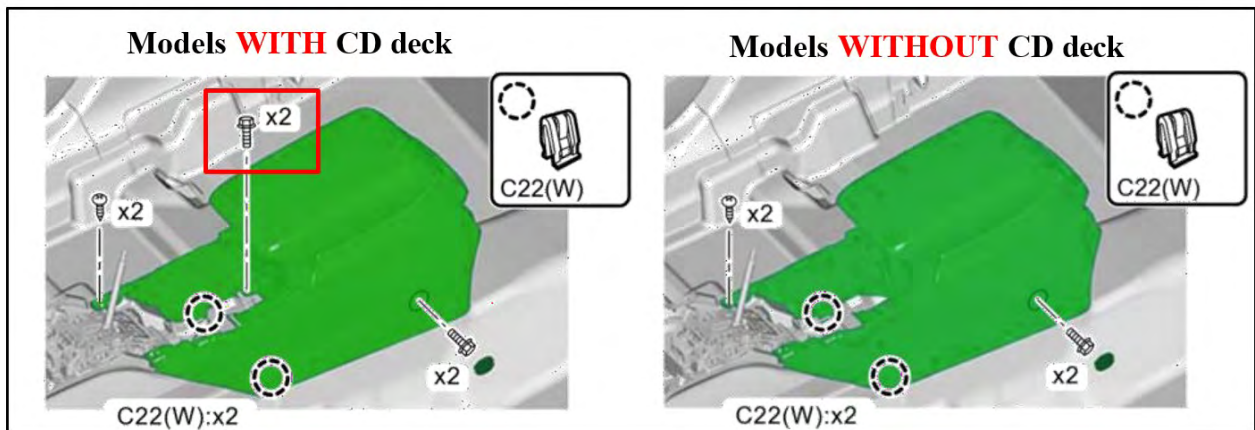 Models WITH CD deck
x2
C22(W)
x2
x2
C22(W):x2
Models WITHOUT CD deck
C22(W)
x2
x2
C22(W):x2